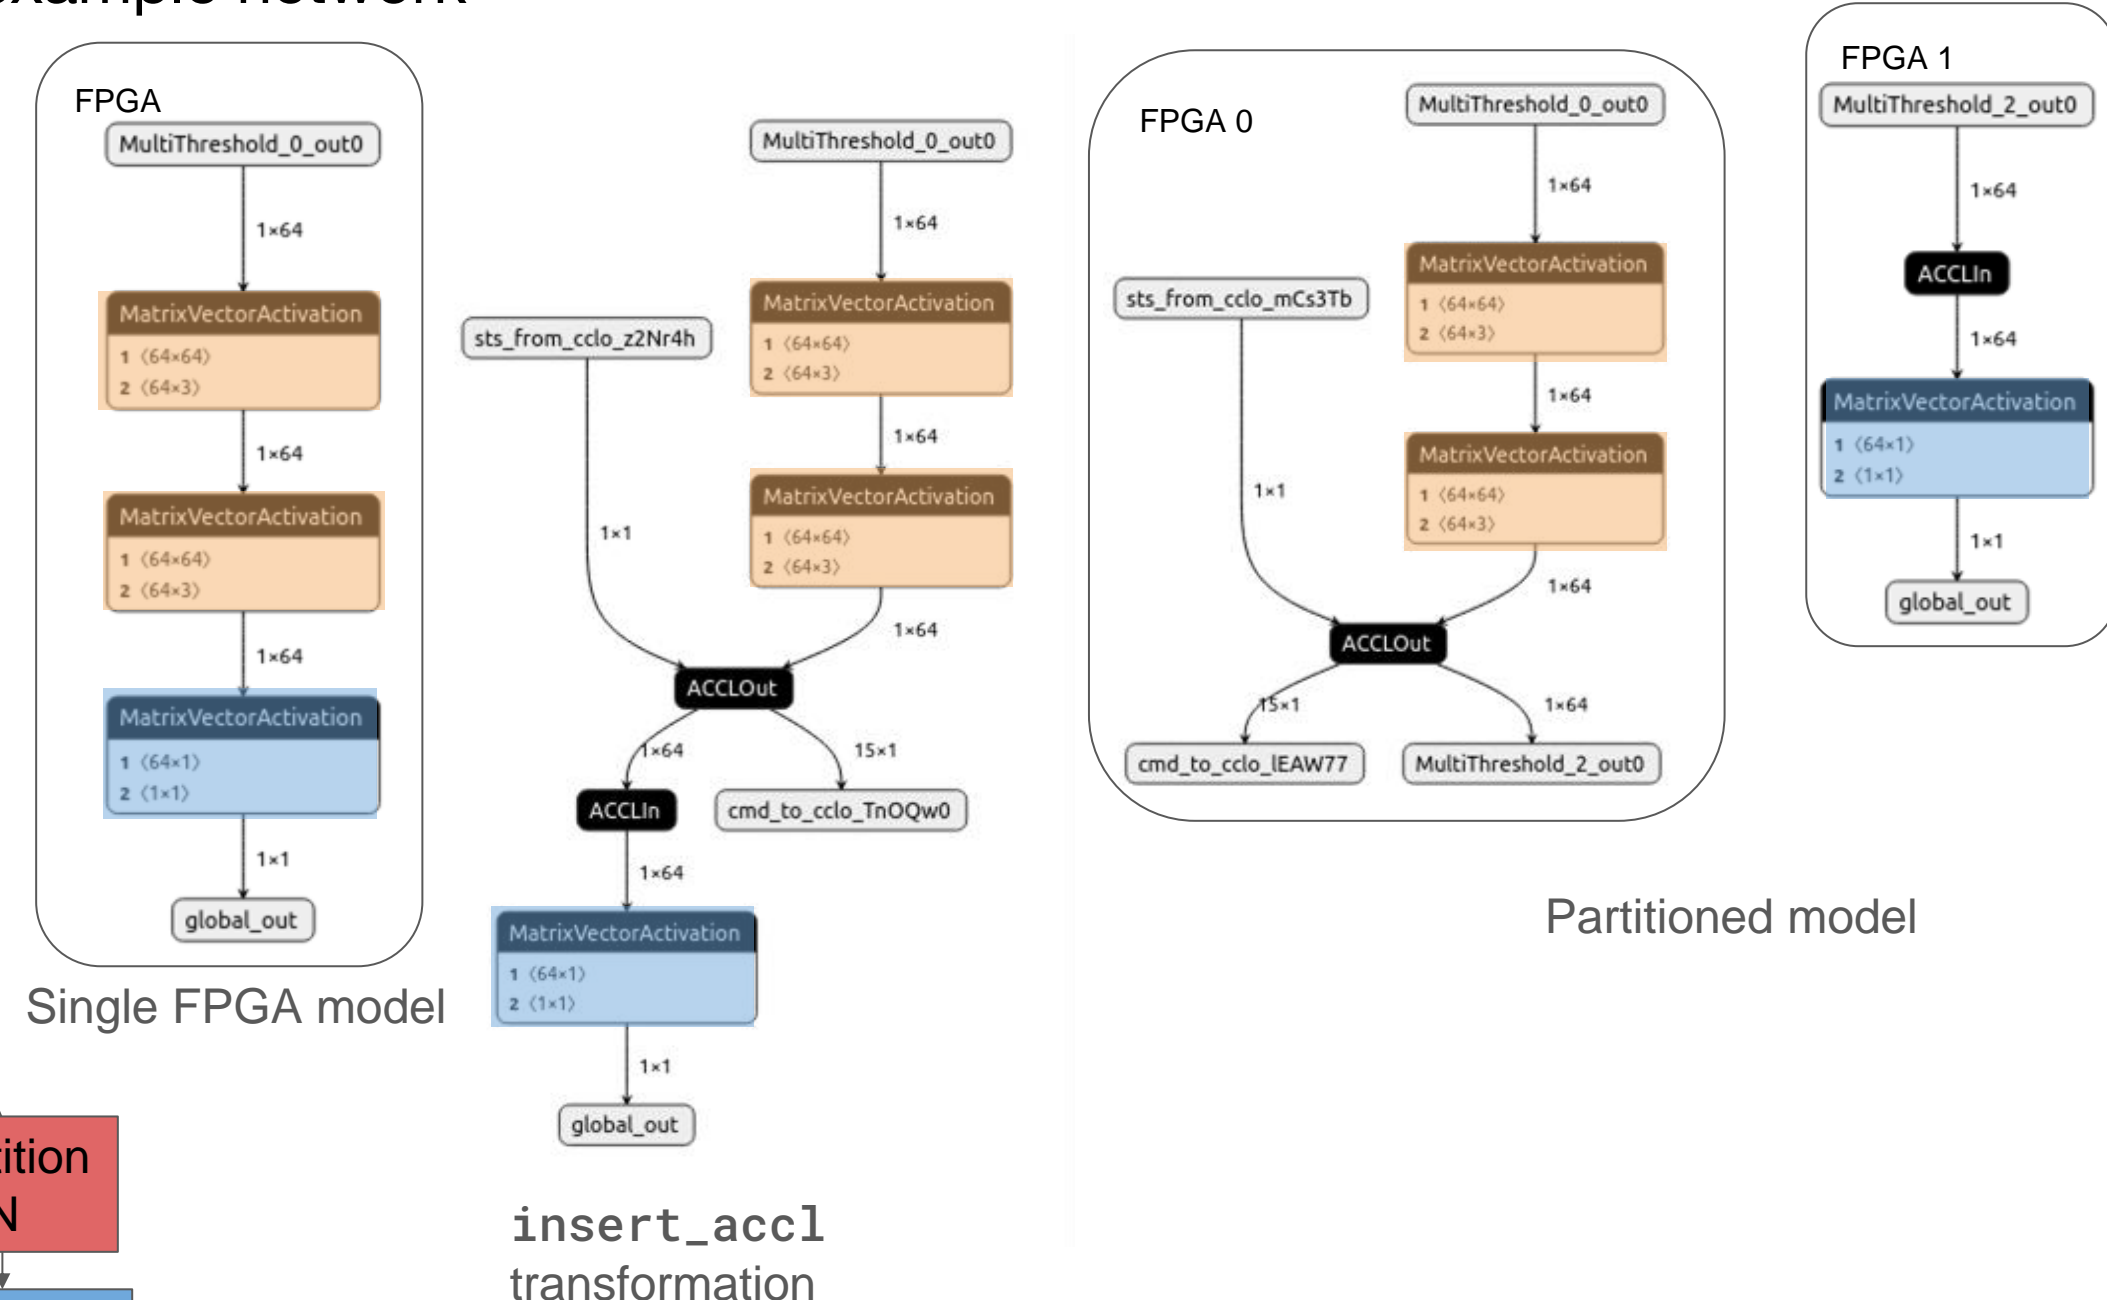 example network
FPGA
MultiThreshold_0_out0
1×64
MatrixVectorActivation
1 ⟨64×64⟩
2 ⟨64×3⟩
1×64
MatrixVectorActivation
1 ⟨64×64⟩
2 ⟨64×3⟩
1×64
MatrixVectorActivation
1 ⟨64×1⟩
2 ⟨1×1⟩
1×1
global_out
Single FPGA model
MultiThreshold_0_out0
1×64
MatrixVectorActivation
1 ⟨64×64⟩
2 ⟨64×3⟩
sts_from_cclo_z2Nr4h
1×64
MatrixVectorActivation
1 ⟨64×64⟩
2 ⟨64×3⟩
1×1
1×64
ACCLOut
1×64
15×1
ACCLIn
cmd_to_cclo_TnOQw0
1×64
MatrixVectorActivation
1 ⟨64×1⟩
2 ⟨1×1⟩
1×1
global_out
insert_accl
transformation
FPGA 0
MultiThreshold_0_out0
1×64
MatrixVectorActivation
1 ⟨64×64⟩
2 ⟨64×3⟩
sts_from_cclo_mCs3Tb
1×64
MatrixVectorActivation
1 ⟨64×64⟩
2 ⟨64×3⟩
1×1
1×64
ACCLOut
15×1
1×64
cmd_to_cclo_lEAW77
MultiThreshold_2_out0
FPGA 1
MultiThreshold_2_out0
1×64
ACCLIn
1×64
MatrixVectorActivation
1 ⟨64×1⟩
2 ⟨1×1⟩
1×1
global_out
Partitioned model